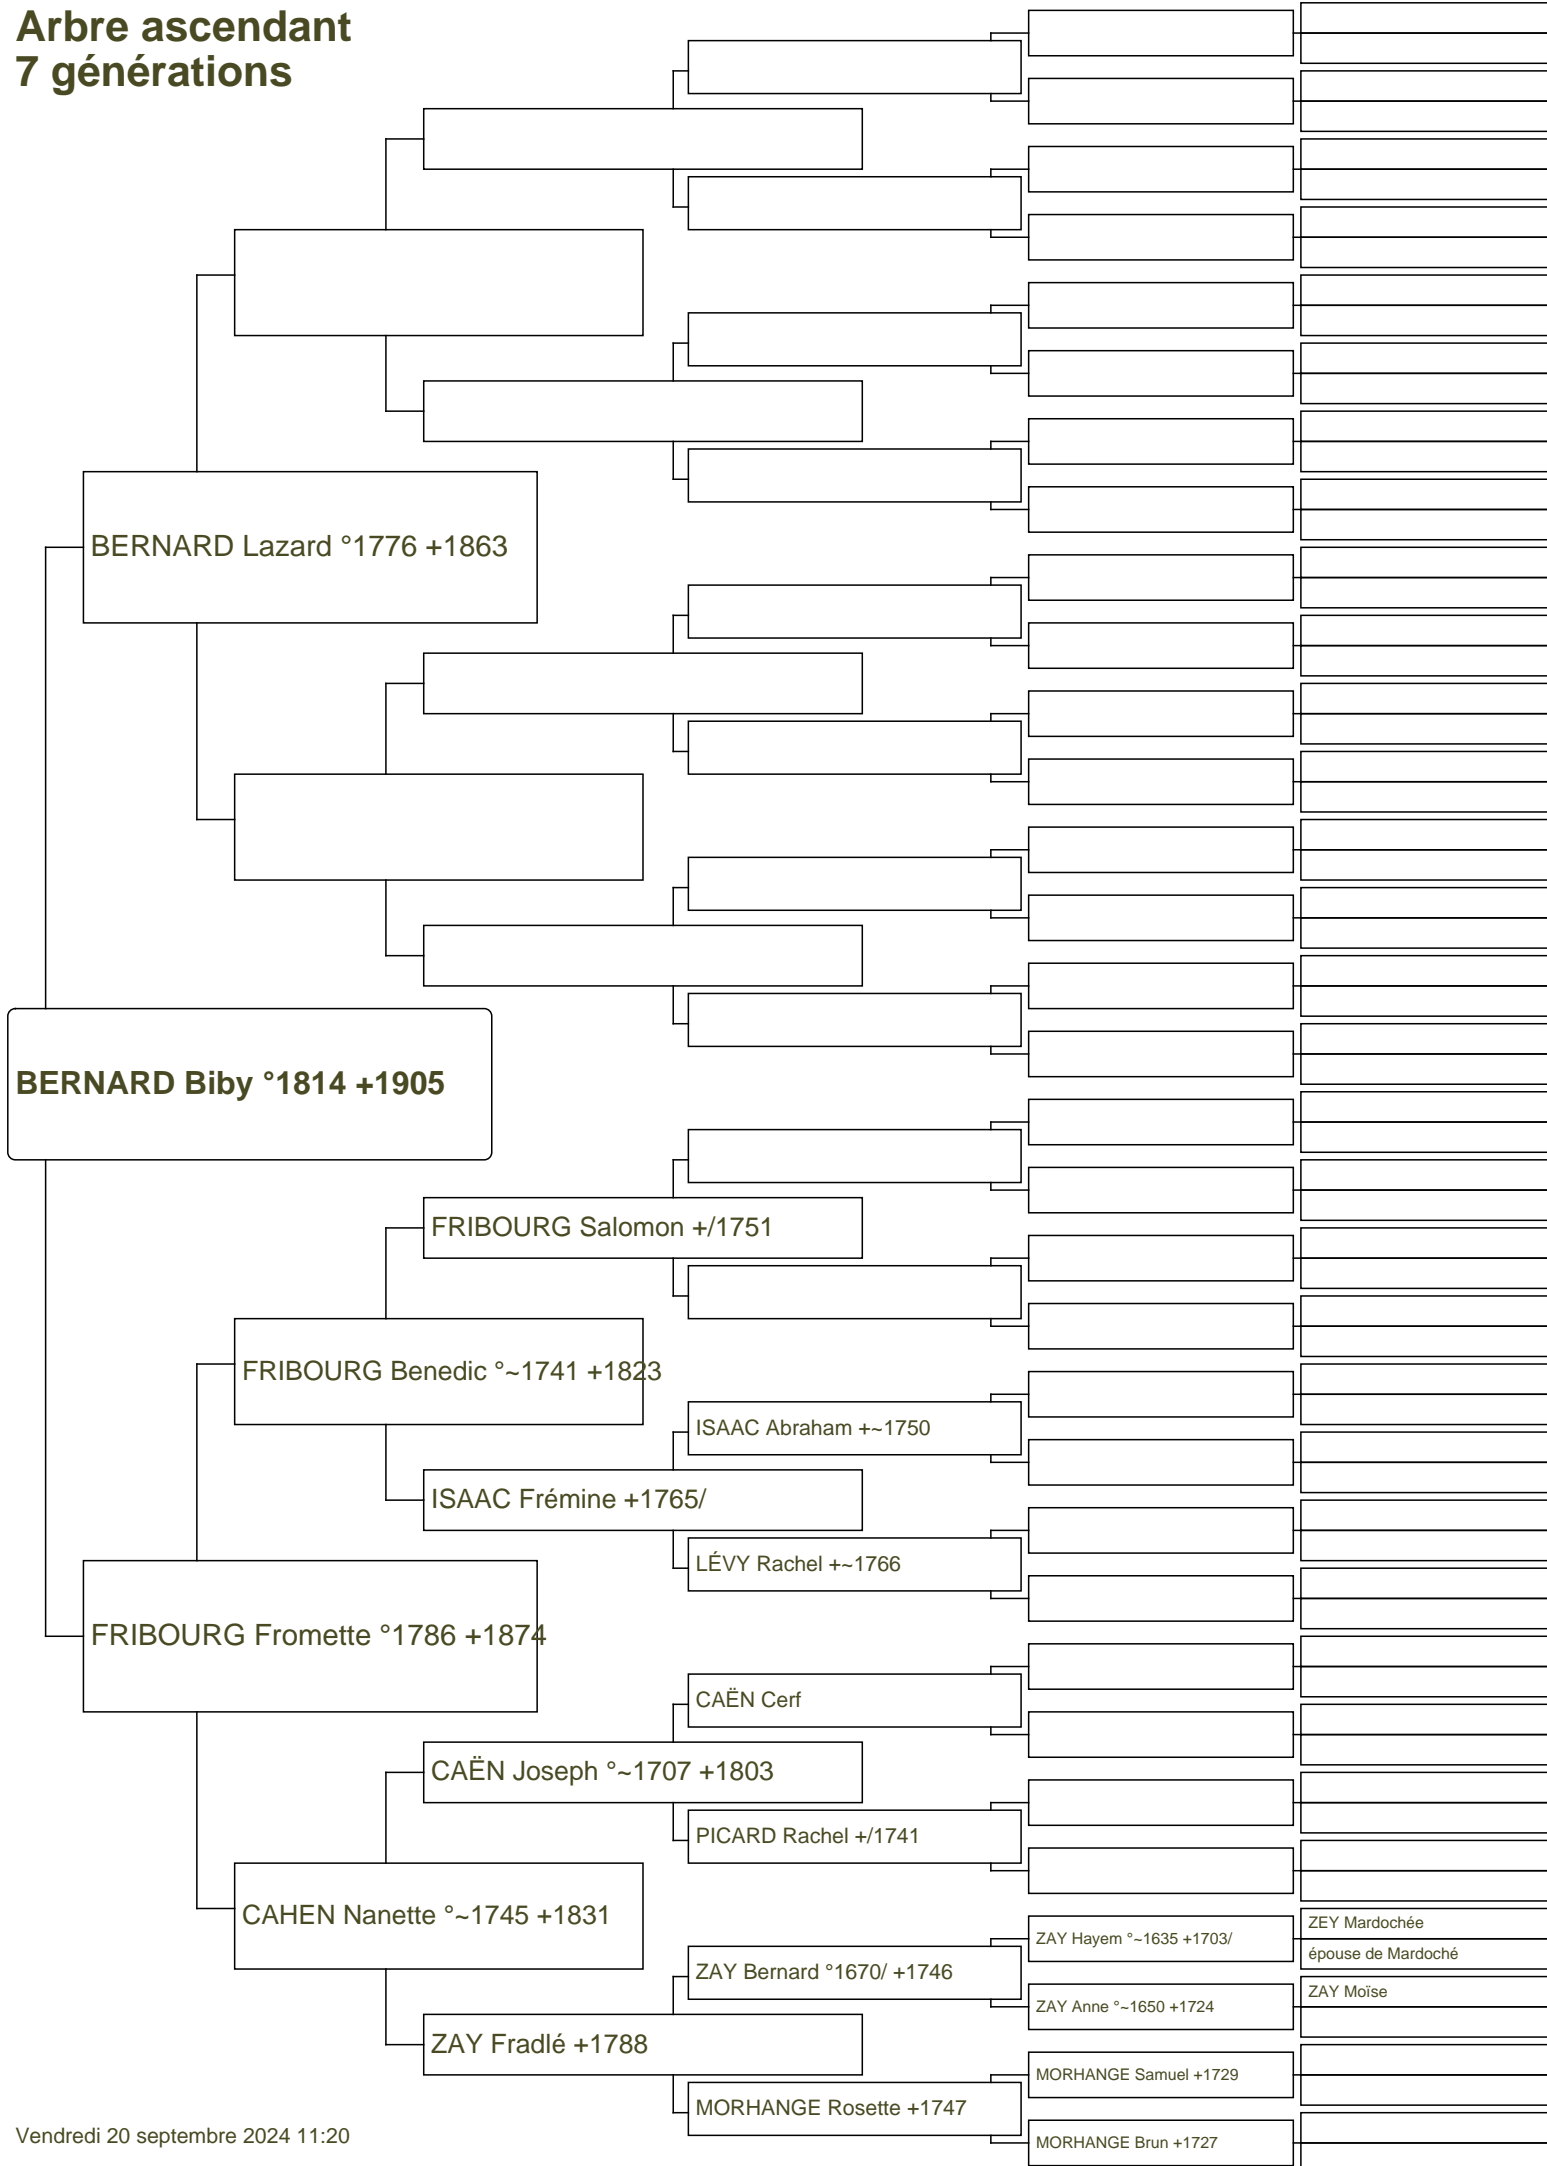 Arbre ascendant
7 générations
BERNARD Lazard °1776 +1863
BERNARD Biby °1814 +1905
FRIBOURG Salomon +/1751
FRIBOURG Benedic °~1741 +1823
ISAAC Abraham +~1750
ISAAC Frémine +1765/
LÉVY Rachel +~1766
FRIBOURG Fromette °1786 +1874
CAËN Cerf
CAËN Joseph °~1707 +1803
PICARD Rachel +/1741
CAHEN Nanette °~1745 +1831
ZEY Mardochée
ZAY Hayem °~1635 +1703/
épouse de Mardoché
ZAY Bernard °1670/ +1746
ZAY Moïse
ZAY Anne °~1650 +1724
ZAY Fradlé +1788
MORHANGE Samuel +1729
MORHANGE Rosette +1747
MORHANGE Brun +1727
Vendredi 20 septembre 2024 11:20